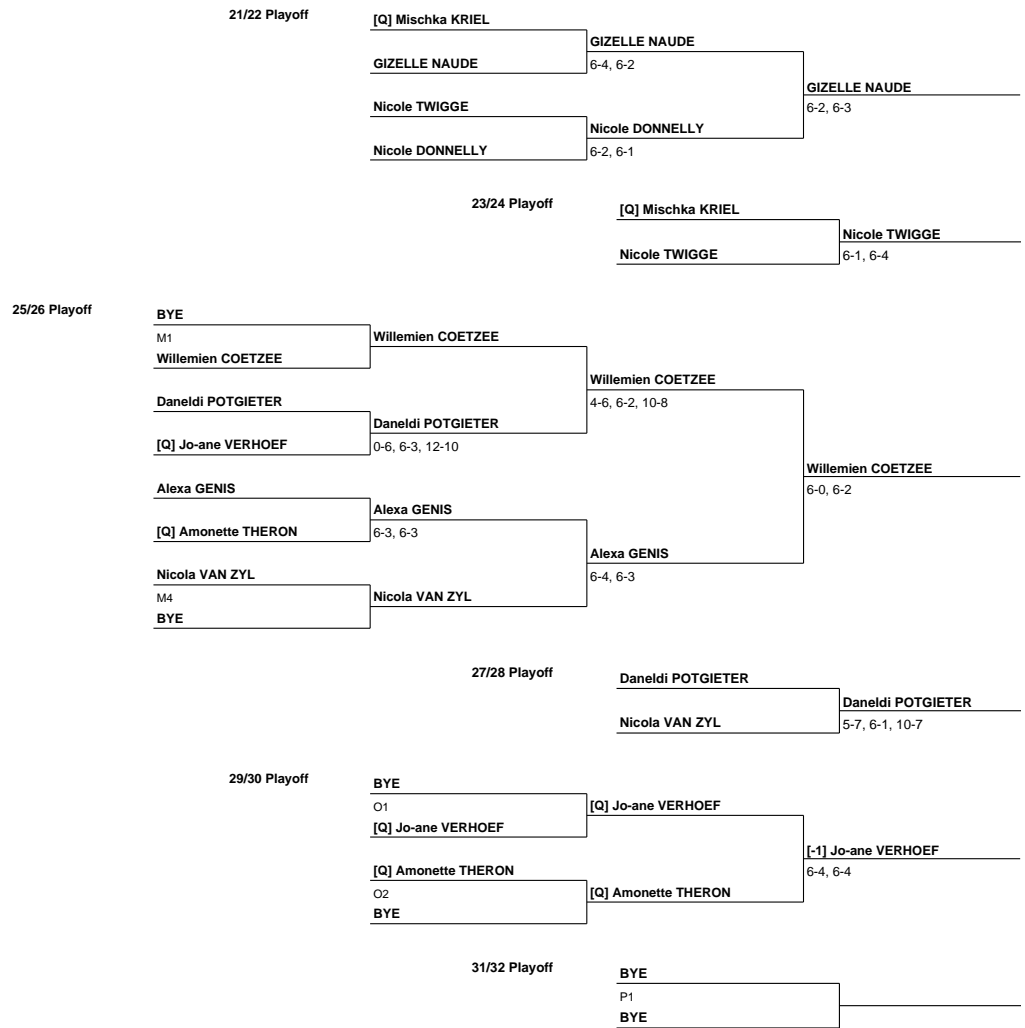 21/22 Playoff
[Q] Mischka KRIEL
GIZELLE NAUDE
GIZELLE NAUDE
6-4, 6-2
GIZELLE NAUDE
6-2, 6-3
Nicole TWIGGE
Nicole DONNELLY
Nicole DONNELLY
6-2, 6-1
23/24 Playoff
[Q] Mischka KRIEL
Nicole TWIGGE
Nicole TWIGGE
6-1, 6-4
25/26 Playoff
BYE
M1
Willemien COETZEE
Willemien COETZEE
Willemien COETZEE
4-6, 6-2, 10-8
Daneldi POTGIETER
Daneldi POTGIETER
[Q] Jo-ane VERHOEF
0-6, 6-3, 12-10
Willemien COETZEE
6-0, 6-2
Alexa GENIS
Alexa GENIS
[Q] Amonette THERON
6-3, 6-3
Alexa GENIS
6-4, 6-3
Nicola VAN ZYL
M4
Nicola VAN ZYL
BYE
27/28 Playoff
Daneldi POTGIETER
Nicola VAN ZYL
Daneldi POTGIETER
5-7, 6-1, 10-7
29/30 Playoff
BYE
O1
[Q] Jo-ane VERHOEF
[Q] Jo-ane VERHOEF
[-1] Jo-ane VERHOEF
6-4, 6-4
[Q] Amonette THERON
O2
[Q] Amonette THERON
BYE
31/32 Playoff
BYE
P1
BYE